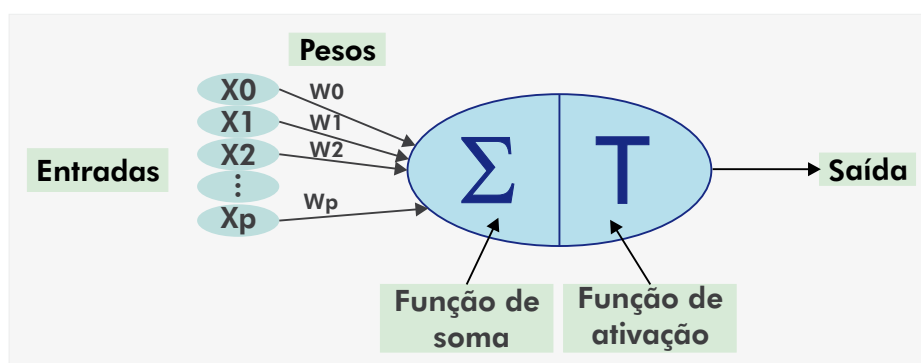 Pesos
X0
W0
X1
W1
X2
W2
Entradas
⋮
Xp
Wp
Σ
T
Saída
Função de
soma
Função de
ativação